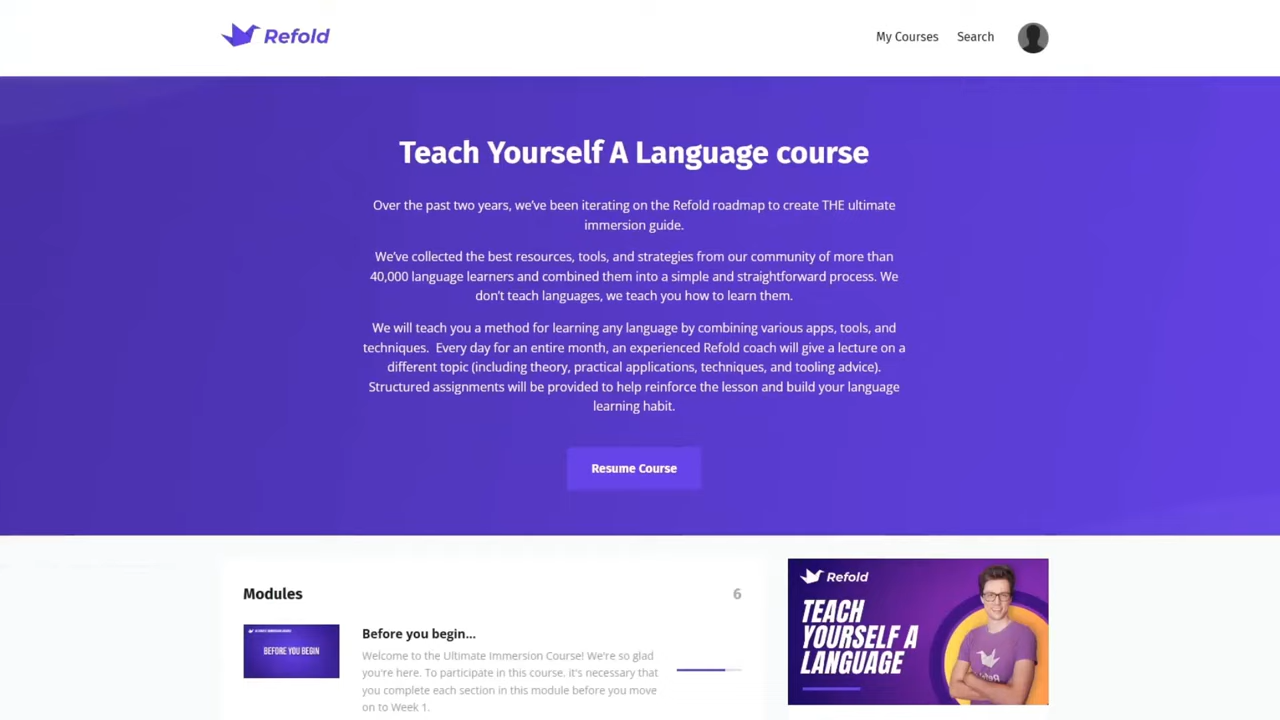 Refold
My Courses
Search
Teach Yourself A Language course
Over the past two years, we've been iterating on the Refold roadmap to create THE ultimate
immersion guide.
We've collected the best resources, tools, and strategies from our community of more than
40,000 language learners and combined them into a simple and straightforward process. We
don't teach languages, we teach you how to learn them.
We will teach you a method for learning any language by combining various apps, tools, and
techniques. Every day for an entire month, an experienced Refold coach will give a lecture on a
different topic (including theory, practical applications, techniques, and tooling advice).
Structured assignments will be provided to help reinforce the lesson and build your language
learning habit.
Resume Course
Modules
6
BEFORE YOU BEGIN
Before you begin...
Welcome to the Ultimate Immersion Course! We're so glad
you're here. To participate in this course, it's necessary that
you complete each section in this module before you move
on to Week 1.
Refold
TEACH
YOURSELF A
LANGUAGE